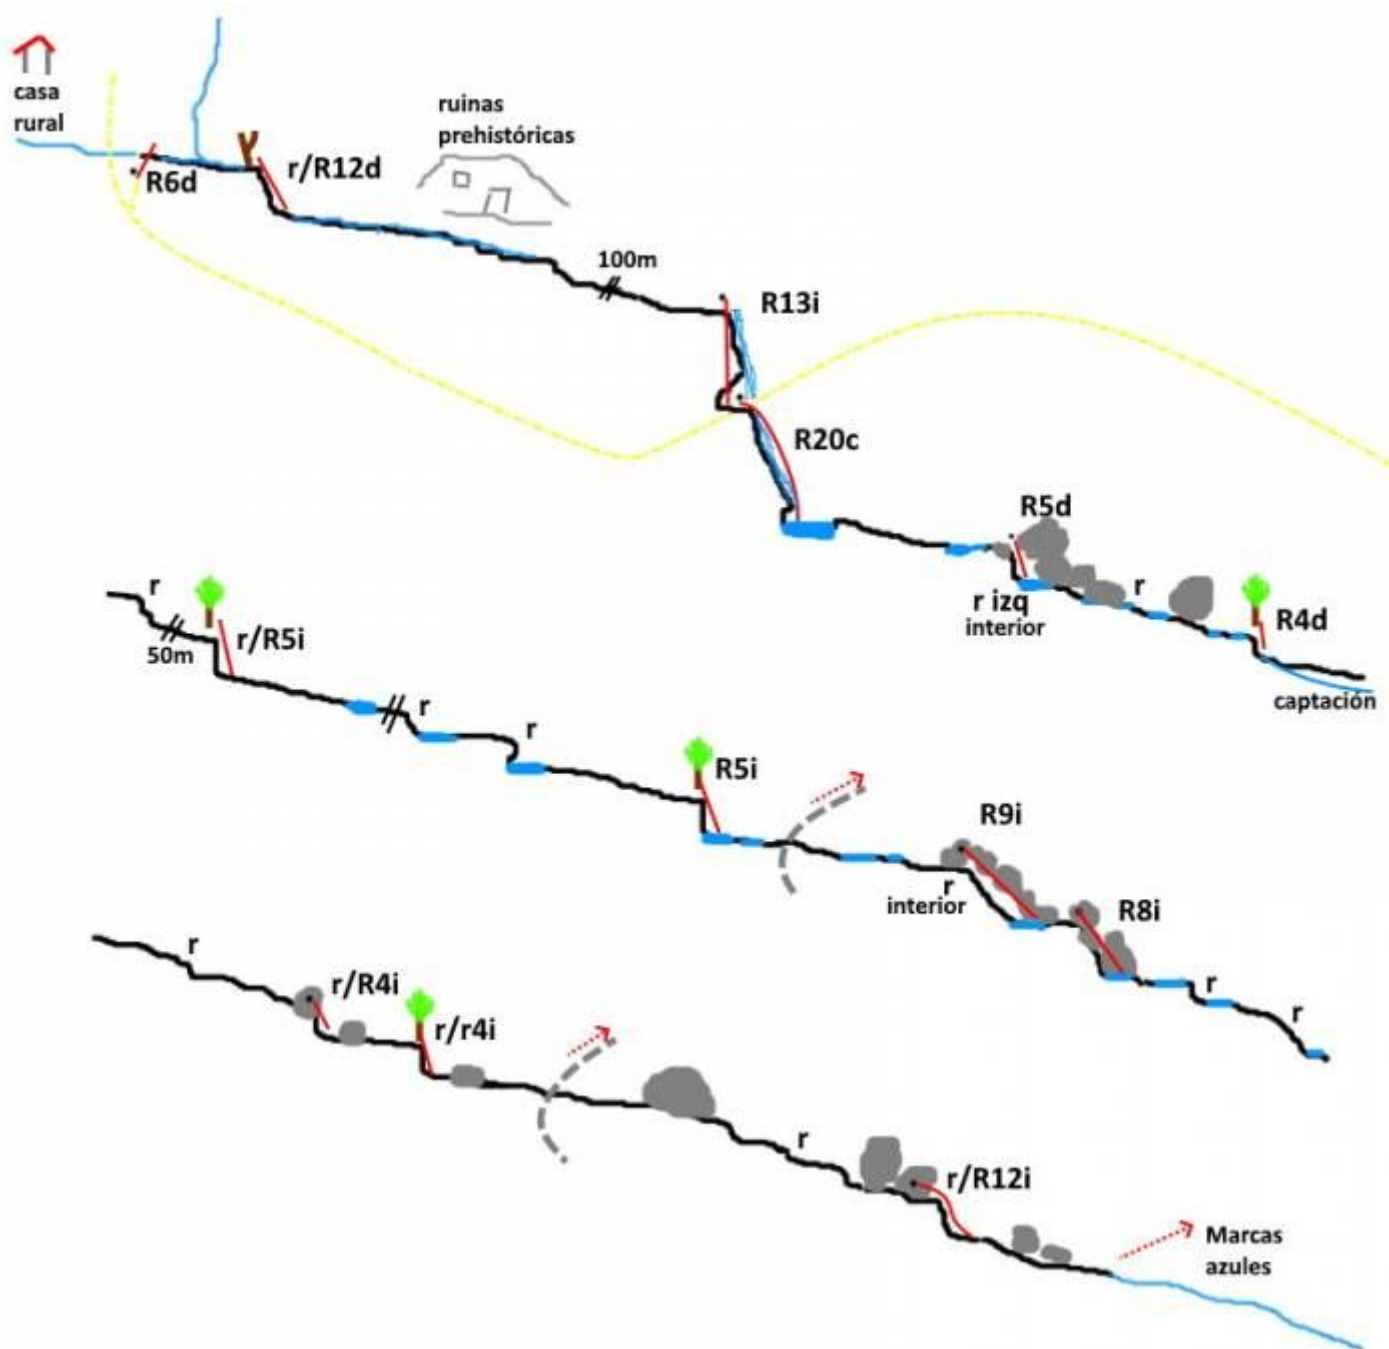 casa
rural
ruinas
prehistóricas
r/R12d
R6d
100m
R13i
R20c
R5d
r
r izq
interior
R4d
captación
r
50m
r/R5i
r
r
R5i
R9i
r
interior
R8i
r
r
r
r/R4i
r/r4i
r
r/R12i
Marcas
azules